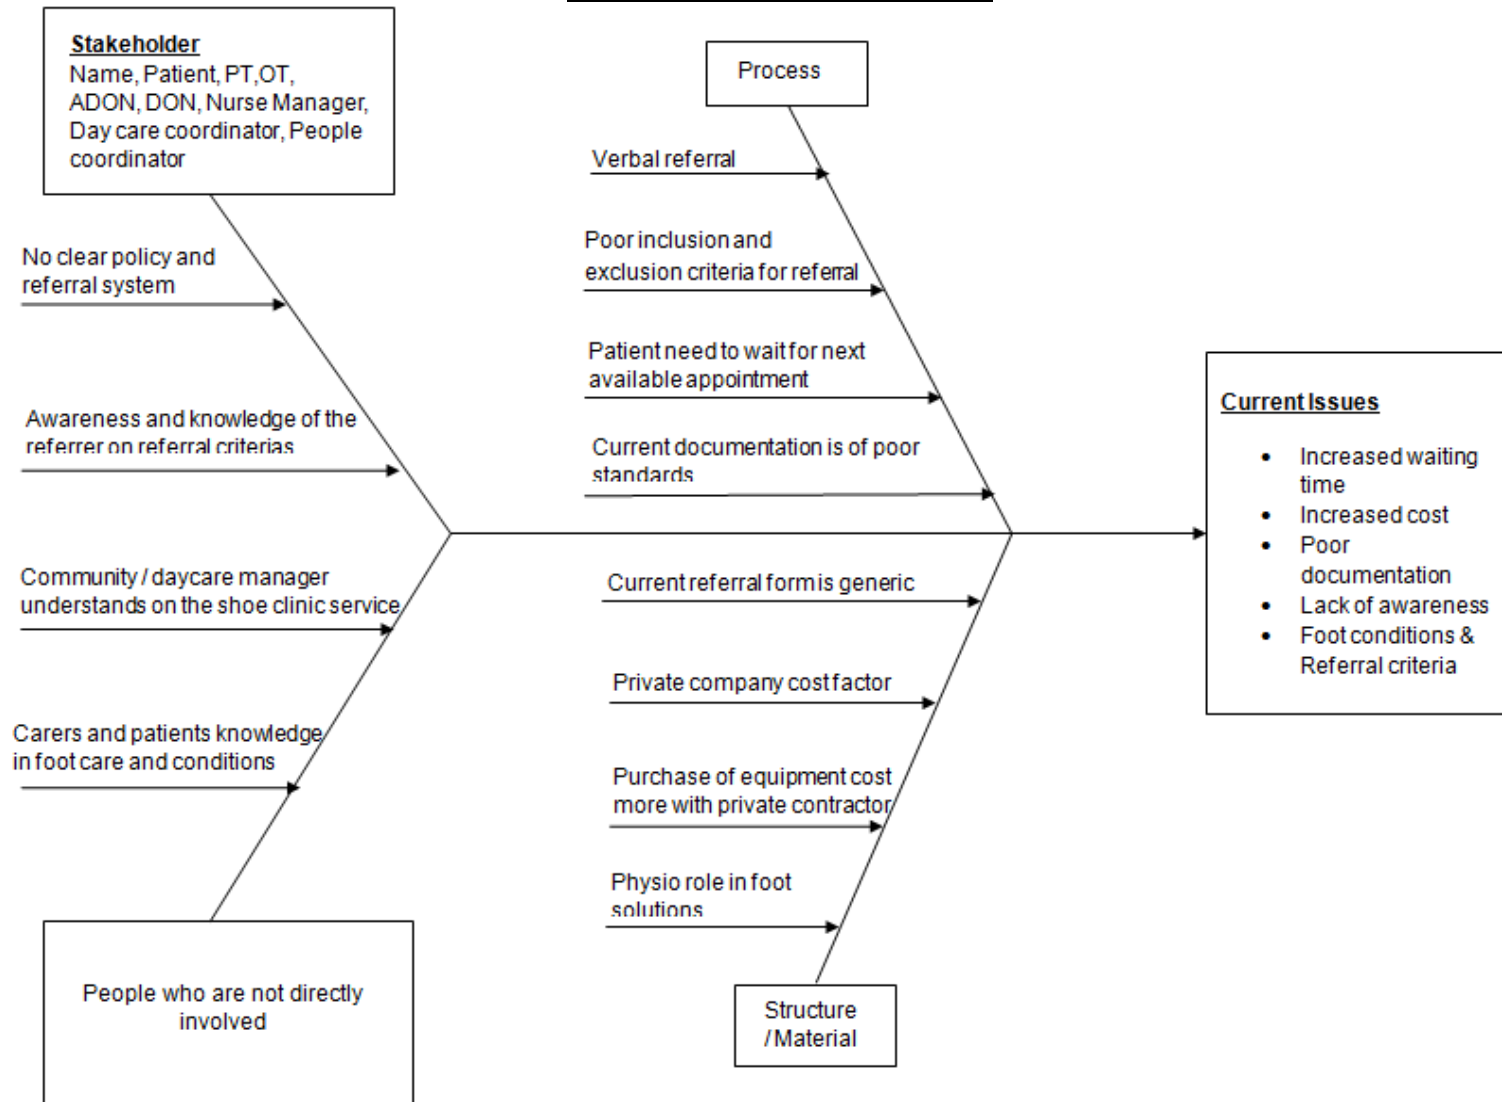 Stakeholder
Name, Patient, PT,OT,
ADON, DON, Nurse Manager,
Day care coordinator, People
coordinator
Process
Verbal referral
Poor inclusion and
exclusion criteria for referral
Patient need to wait for next
available appointment
Current documentation is of poor
standards
No clear policy and
referral system
Awareness and knowledge of the
referrer on referral criterias
Community / daycare manager
understands on the shoe clinic service
Carers and patients knowledge
in foot care and conditions
People who are not directly
involved
Current referral form is generic
Private company cost factor
Purchase of equipment cost
more with private contractor
Physio role in foot
solutions
Structure
/ Material
Current Issues
• Increased waiting
time
• Increased cost
• Poor
documentation
• Lack of awareness
• Foot conditions &
Referral criteria